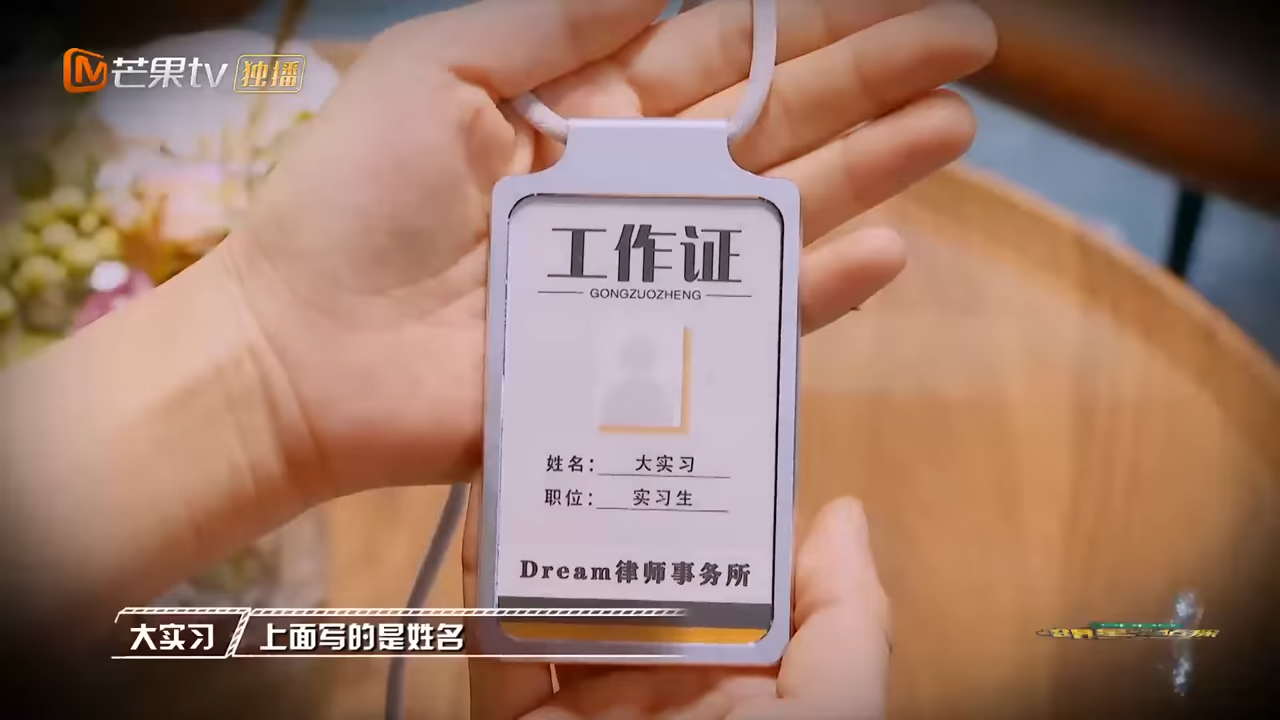 芒果tv 独播
工作证
GONGZUOZHENG
姓名: 大实习
职位: 实习生
Dream律师事务所
大实习 上面写的是姓名